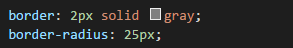 border: 2px solid gray;
border-radius: 25px;